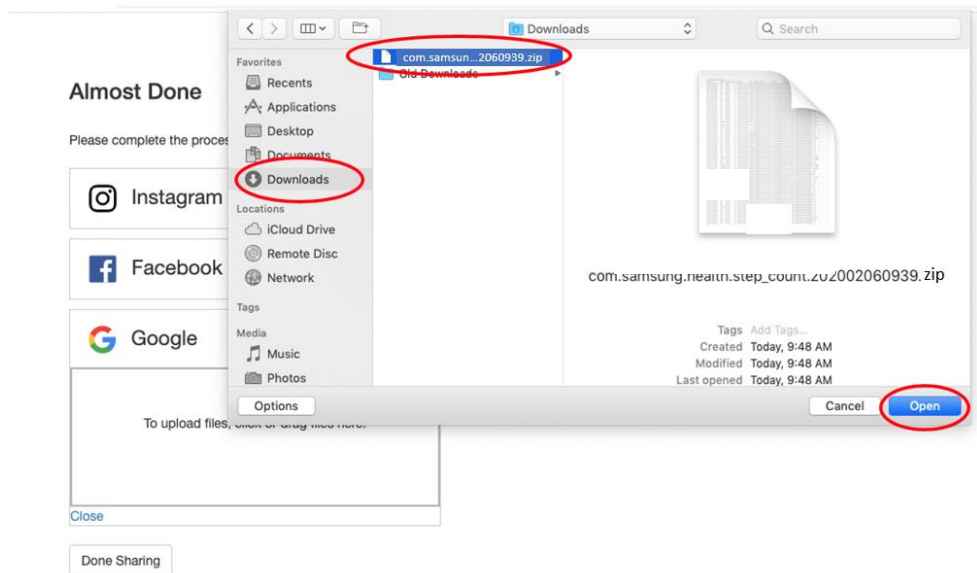 Downloads
Search
Almost Done
Please complete the proces
Instagram
Facebook
Google
To upload files, click or drag files here.
Close
Done Sharing
Favorites
Recents
Applications
Desktop
Documents
Downloads
Locations
iCloud Drive
Remote Disc
Network
Tags
Media
Music
Photos
com.samsun...2060939.zip
Old Downloads
com.samsung.health.step_count.202002060939.zip
Tags Add Tags...
Created Today, 9:48 AM
Modified Today, 9:48 AM
Last opened Today, 9:48 AM
Options
Cancel
Open